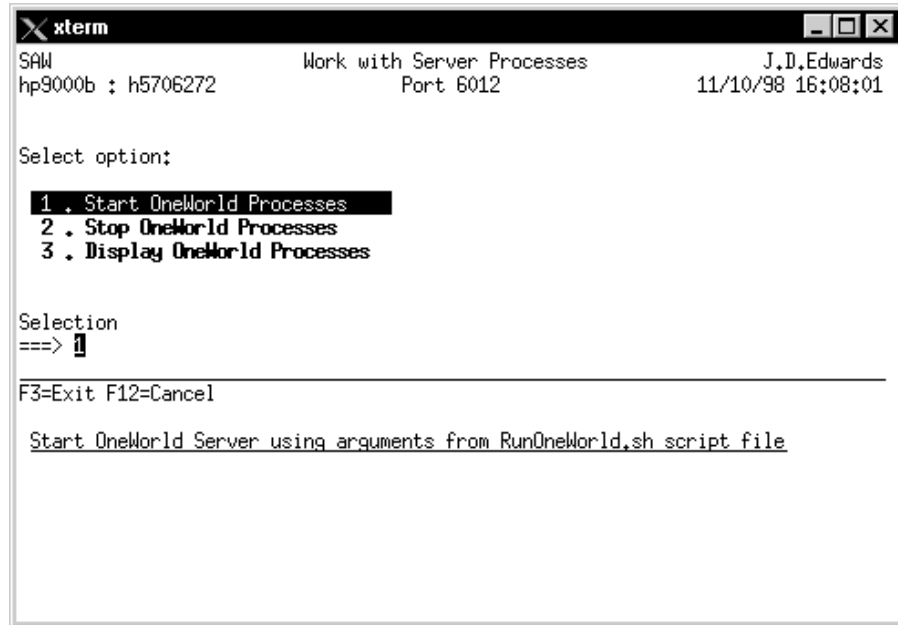 xterm
SAW Work with Server Processes J.D.Edwards
hp9000b : h5706272 Port 6012 11/10/98 16:08:01
Select option:
1 . Start OneWorld Processes
2 . Stop OneWorld Processes
3 . Display OneWorld Processes
Selection
===> 1
F3=Exit F12=Cancel
Start OneWorld Server using arguments from RunOneWorld.sh script file